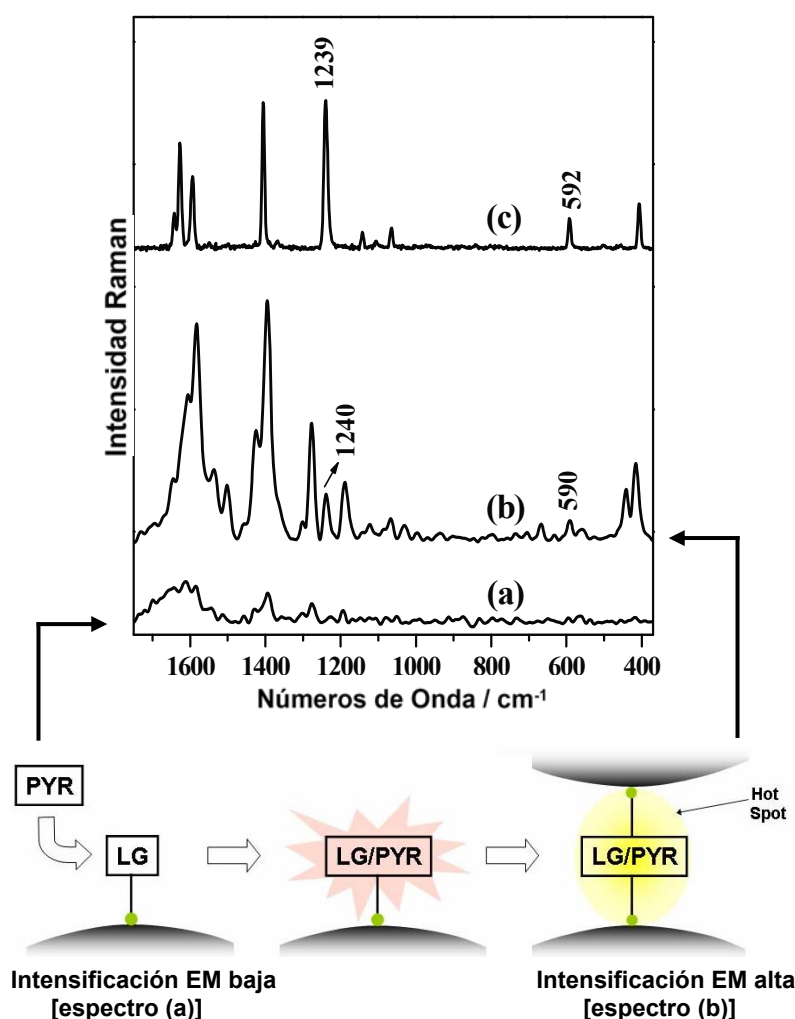 1239
592
(c)
Intensidad Raman
1240
590
(b)
(a)
1600 1400 1200 1000 800 600 400
Números de Onda / cm⁻¹
PYR
LG
LG/PYR
LG/PYR
Hot
Spot
Intensificación EM baja
[espectro (a)]
Intensificación EM alta
[espectro (b)]